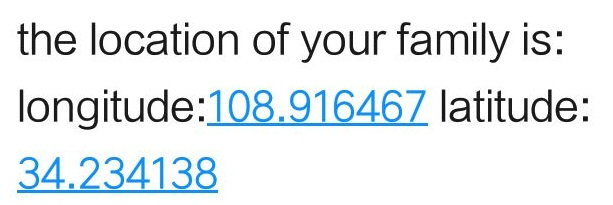 the location of your family is:
longitude:108.916467 latitude:
34.234138